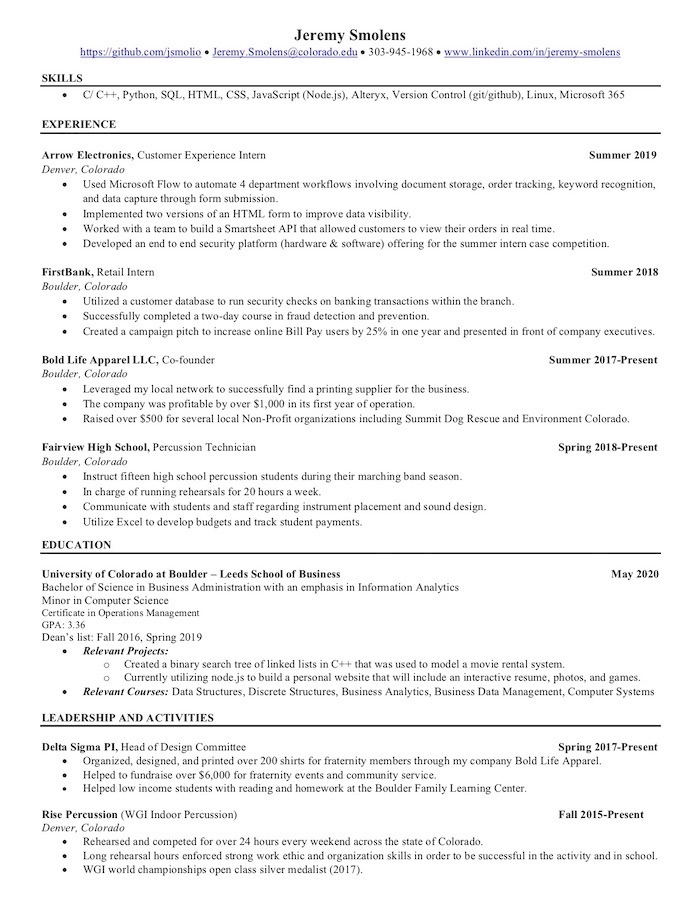 Jeremy Smolens
https://github.com/jsmolio ● Jeremy.Smolens@colorado.edu ● 303-945-1968 ● www.linkedin.com/in/jeremy-smolens
SKILLS
• C/ C++, Python, SQL, HTML, CSS, JavaScript (Node.js), Alteryx, Version Control (git/github), Linux, Microsoft 365
EXPERIENCE
Arrow Electronics, Customer Experience Intern Summer 2019
Denver, Colorado
• Used Microsoft Flow to automate 4 department workflows involving document storage, order tracking, keyword recognition,
and data capture through form submission.
• Implemented two versions of an HTML form to improve data visibility.
• Worked with a team to build a Smartsheet API that allowed customers to view their orders in real time.
• Developed an end to end security platform (hardware & software) offering for the summer intern case competition.
FirstBank, Retail Intern Summer 2018
Boulder, Colorado
• Utilized a customer database to run security checks on banking transactions within the branch.
• Successfully completed a two-day course in fraud detection and prevention.
• Created a campaign pitch to increase online Bill Pay users by 25% in one year and presented in front of company executives.
Bold Life Apparel LLC, Co-founder Summer 2017-Present
Boulder, Colorado
• Leveraged my local network to successfully find a printing supplier for the business.
• The company was profitable by over $1,000 in its first year of operation.
• Raised over $500 for several local Non-Profit organizations including Summit Dog Rescue and Environment Colorado.
Fairview High School, Percussion Technician Spring 2018-Present
Boulder, Colorado
• Instruct fifteen high school percussion students during their marching band season.
• In charge of running rehearsals for 20 hours a week.
• Communicate with students and staff regarding instrument placement and sound design.
• Utilize Excel to develop budgets and track student payments.
EDUCATION
University of Colorado at Boulder – Leeds School of Business May 2020
Bachelor of Science in Business Administration with an emphasis in Information Analytics
Minor in Computer Science
Certificate in Operations Management
GPA: 3.36
Dean’s list: Fall 2016, Spring 2019
• Relevant Projects:
o Created a binary search tree of linked lists in C++ that was used to model a movie rental system.
o Currently utilizing node.js to build a personal website that will include an interactive resume, photos, and games.
• Relevant Courses: Data Structures, Discrete Structures, Business Analytics, Business Data Management, Computer Systems
LEADERSHIP AND ACTIVITIES
Delta Sigma PI, Head of Design Committee Spring 2017-Present
• Organized, designed, and printed over 200 shirts for fraternity members through my company Bold Life Apparel.
• Helped to fundraise over $6,000 for fraternity events and community service.
• Helped low income students with reading and homework at the Boulder Family Learning Center.
Rise Percussion (WGI Indoor Percussion) Fall 2015-Present
Denver, Colorado
• Rehearsed and competed for over 24 hours every weekend across the state of Colorado.
• Long rehearsal hours enforced strong work ethic and organization skills in order to be successful in the activity and in school.
• WGI world championships open class silver medalist (2017).